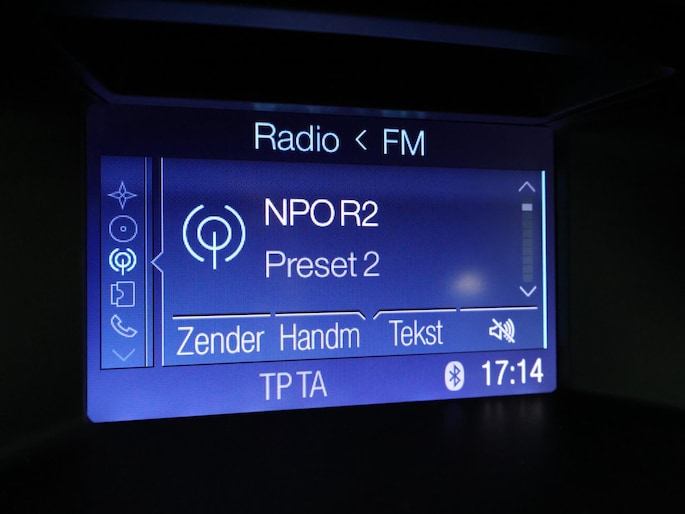 Radio < FM
NPO R2
Preset 2
Zender Handm Tekst
TP TA 17:14